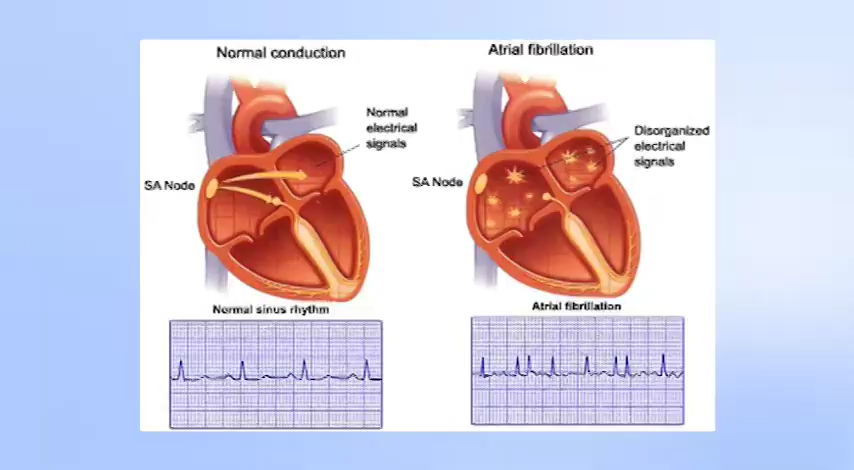 Normal conduction
Atrial fibrillation
Normal
electrical
signals
SA Node
Disorganized
electrical
signals
SA Node
Normal sinus rhythm
Atrial fibrillation